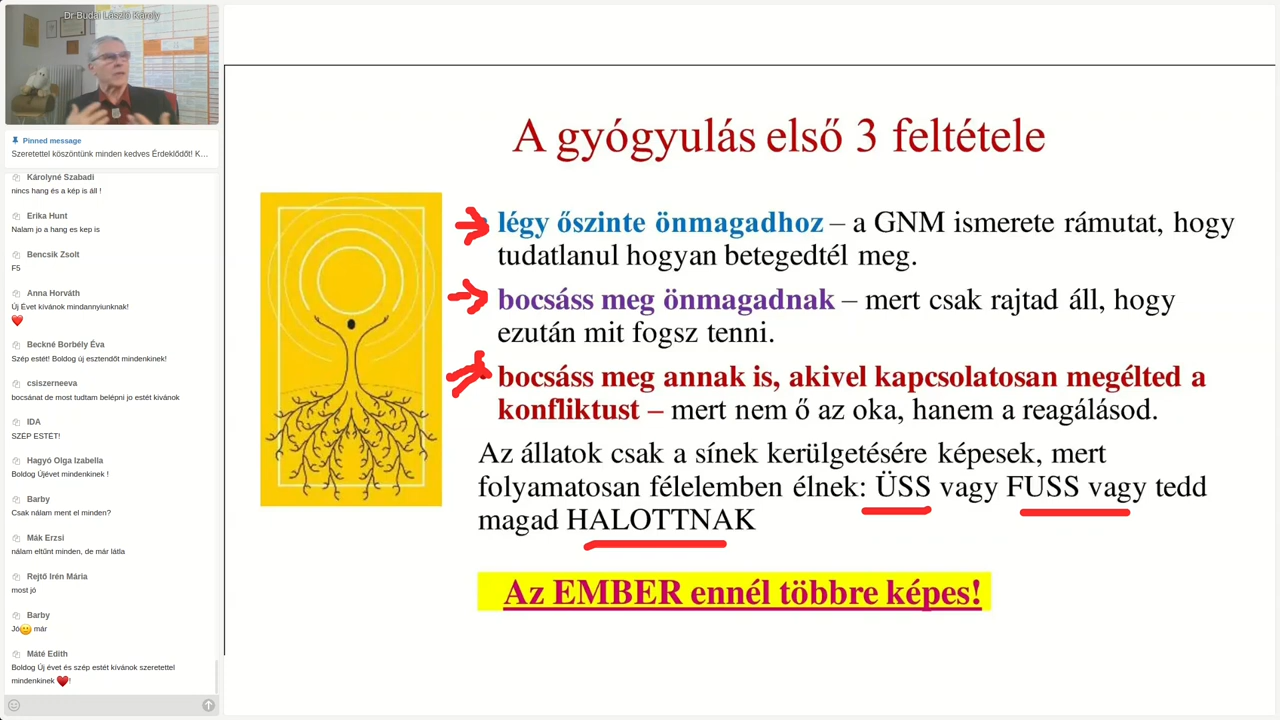 Dr Budai László Károly
Pinned message
Szeretettel köszöntünk minden kedves Érdeklődőt! K…
Károlyné Szabadi
nincs hang és a kép is áll !
Erika Hunt
Nalam jo a hang es kep is
Bencsik Zsolt
F5
Anna Horváth
Új Évet kívánok mindannyiunknak!
❤️
Beckné Borbély Éva
Szép estét! Boldog új esztendőt mindenkinek!
csiszerneeva
bocsánat de most tudtam belépni jo estét kívánok
IDA
SZÉP ESTÉT!
Hagyó Olga Izabella
Boldog Újévet mindenkinek !
Barby
Csak nálam ment el minden?
Mák Erzsi
nálam eltűnt minden, de már látla
Rejtő Irén Mária
most jó
Barby
Jó🙂 már
Máté Edith
Boldog Új évet és szép estét kívánok szeretettel
mindenkinek ❤️!
A gyógyulás első 3 feltétele
légy őszinte önmagadhoz – a GNM ismerete rámutat, hogy
tudatlanul hogyan betegedtél meg.
bocsáss meg önmagadnak – mert csak rajtad áll, hogy
ezután mit fogsz tenni.
bocsáss meg annak is, akivel kapcsolatosan megélted a
konfliktust – mert nem ő az oka, hanem a reagálásod.
Az állatok csak a sínek kerülgetésére képesek, mert
folyamatosan félelemben élnek: ÜSS vagy FUSS vagy tedd
magad HALOTTNAK
Az EMBER ennél többre képes!